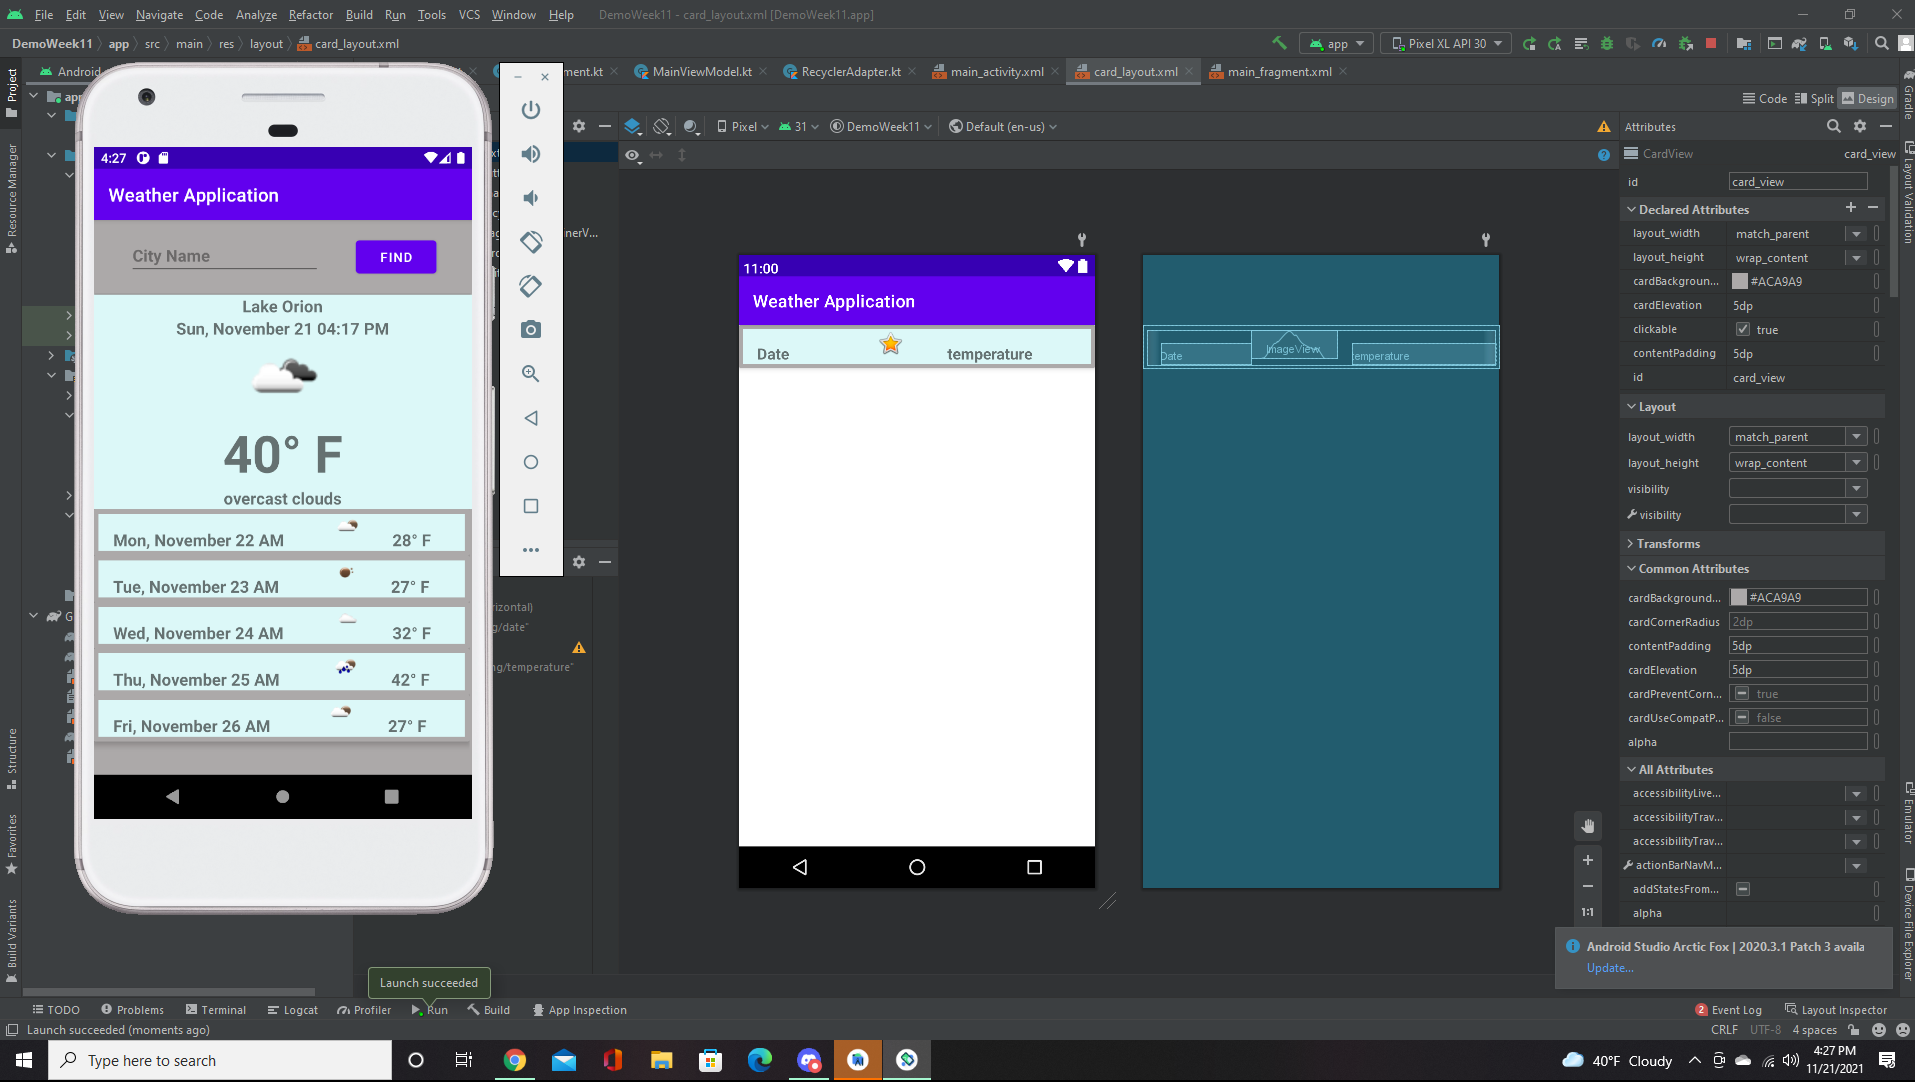 File Edit View Navigate Code Analyze Refactor Build Run Tools VCS Window Help DemoWeek11 - card_layout.xml [DemoWeek11.app]
DemoWeek11 app src main res layout card_layout.xml
app Pixel XL API 30
Android
ment.kt MainViewModel.kt RecyclerAdapter.kt main_activity.xml card_layout.xml main_fragment.xml
Code Split Design
Project
Resource Manager
Structure
Favorites
Build Variants
4:27
Weather Application
City Name FIND
Lake Orion
Sun, November 21 04:17 PM
40° F
overcast clouds
Mon, November 22 AM 28° F
Tue, November 23 AM 27° F
Wed, November 24 AM 32° F
Thu, November 25 AM 42° F
Fri, November 26 AM 27° F
nerV...
rizontal)
g/date"
ng/temperature"
Pixel 31 DemoWeek11 Default (en-us)
11:00
Weather Application
Date temperature
Date ImageView temperature
1:1
Attributes
CardView card_view
id card_view
Declared Attributes
layout_width match_parent
layout_height wrap_content
cardBackgroun... #ACA9A9
cardElevation 5dp
clickable true
contentPadding 5dp
id card_view
Layout
layout_width match_parent
layout_height wrap_content
visibility
visibility
Transforms
Common Attributes
cardBackground... #ACA9A9
cardCornerRadius 2dp
contentPadding 5dp
cardElevation 5dp
cardPreventCorn... true
cardUseCompatP... false
alpha
All Attributes
accessibilityLive...
accessibilityTrav...
accessibilityTrav...
actionBarNavM...
addStatesFrom...
alpha
Gradle
Layout Validation
Emulator
Device File Explorer
Android Studio Arctic Fox | 2020.3.1 Patch 3 availa
Update...
Launch succeeded
TODO Problems Terminal Logcat Profiler Run Build App Inspection 2 Event Log Layout Inspector
Launch succeeded (moments ago) CRLF UTF-8 4 spaces
Type here to search
40°F Cloudy
4:27 PM
11/21/2021